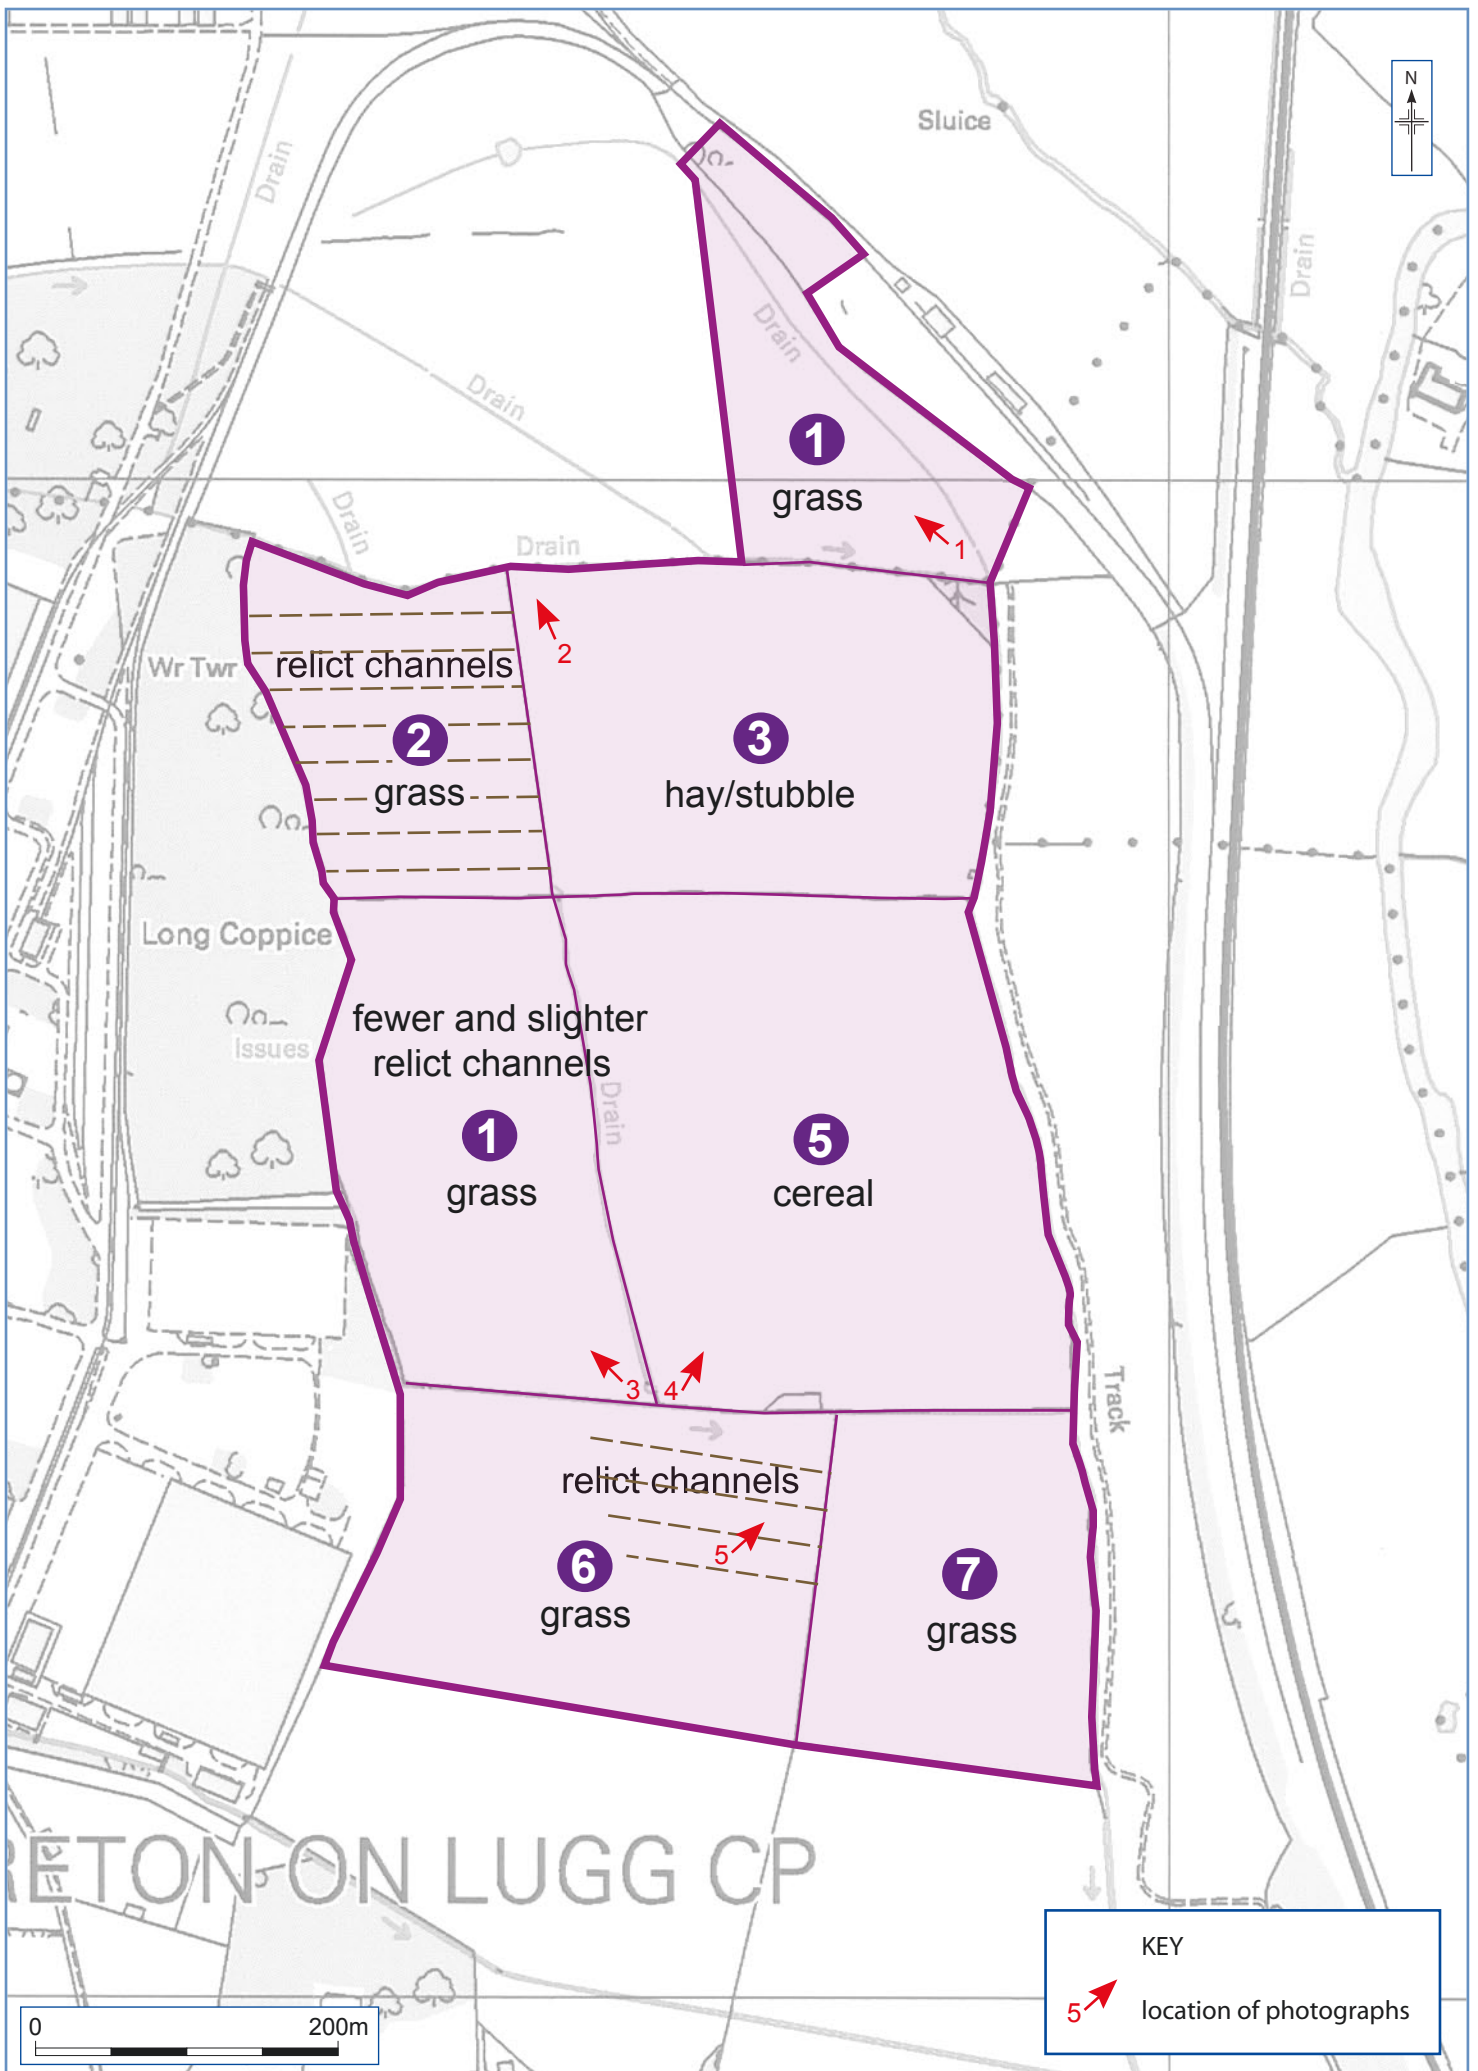 N
Sluice
Drain
Drain
Drain
Drain
1
grass
1
Drain
Drain
2
relict channels
Wr Twr
2
grass
3
hay/stubble
Long Coppice
fewer and slighter
relict channels
Issues
Drain
1
grass
5
cereal
3
4
Track
relict channels
5
6
grass
7
grass
RETON ON LUGG CP
KEY
5
location of photographs
0
200m